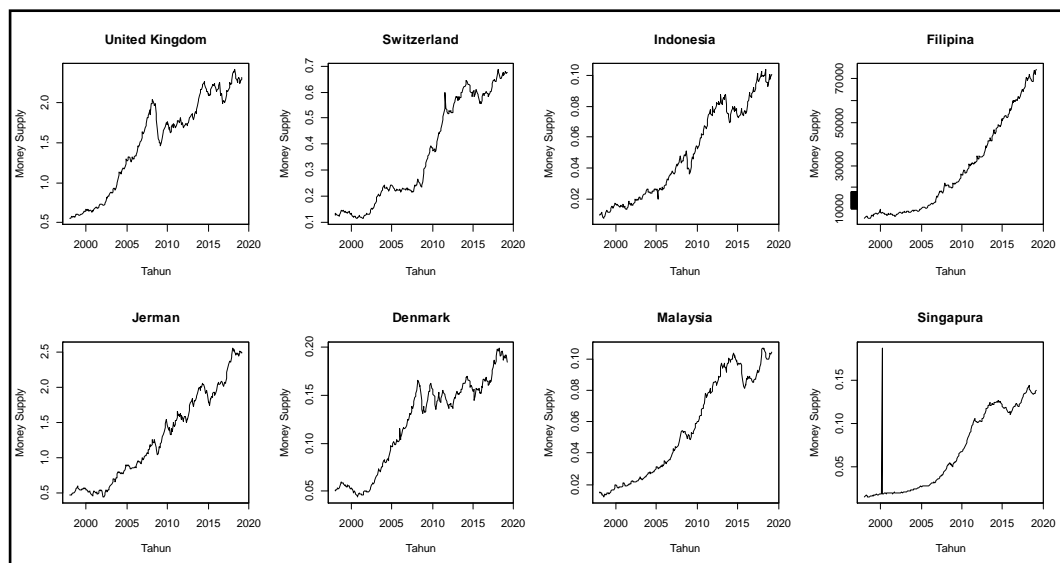 United Kingdom
Money Supply
0.5 1.0 1.5 2.0
2000 2005 2010 2015 2020
Tahun
Switzerland
Money Supply
0.1 0.2 0.3 0.4 0.5 0.6 0.7
2000 2005 2010 2015 2020
Tahun
Indonesia
Money Supply
0.02 0.04 0.06 0.08 0.10
2000 2005 2010 2015 2020
Tahun
Filipina
Money Supply
10000 30000 50000 70000
2000 2005 2010 2015 2020
Tahun
Jerman
Money Supply
0.5 1.0 1.5 2.0 2.5
2000 2005 2010 2015 2020
Tahun
Denmark
Money Supply
0.05 0.10 0.15 0.20
2000 2005 2010 2015 2020
Tahun
Malaysia
Money Supply
0.02 0.04 0.06 0.08 0.10
2000 2005 2010 2015 2020
Tahun
Singapura
Money Supply
0.05 0.10 0.15
2000 2005 2010 2015 2020
Tahun